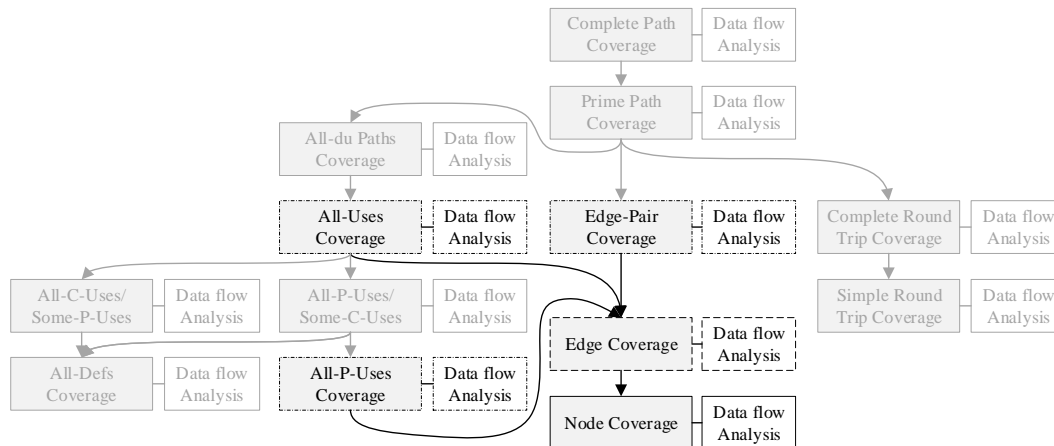 Complete Path
Coverage
Data flow
Analysis
Prime Path
Coverage
Data flow
Analysis
All-du Paths
Coverage
Data flow
Analysis
All-Uses
Coverage
Data flow
Analysis
Edge-Pair
Coverage
Data flow
Analysis
Complete Round
Trip Coverage
Data flow
Analysis
All-C-Uses/
Some-P-Uses
Data flow
Analysis
All-P-Uses/
Some-C-Uses
Data flow
Analysis
Simple Round
Trip Coverage
Data flow
Analysis
Edge Coverage
Data flow
Analysis
All-Defs
Coverage
Data flow
Analysis
All-P-Uses
Coverage
Data flow
Analysis
Node Coverage
Data flow
Analysis